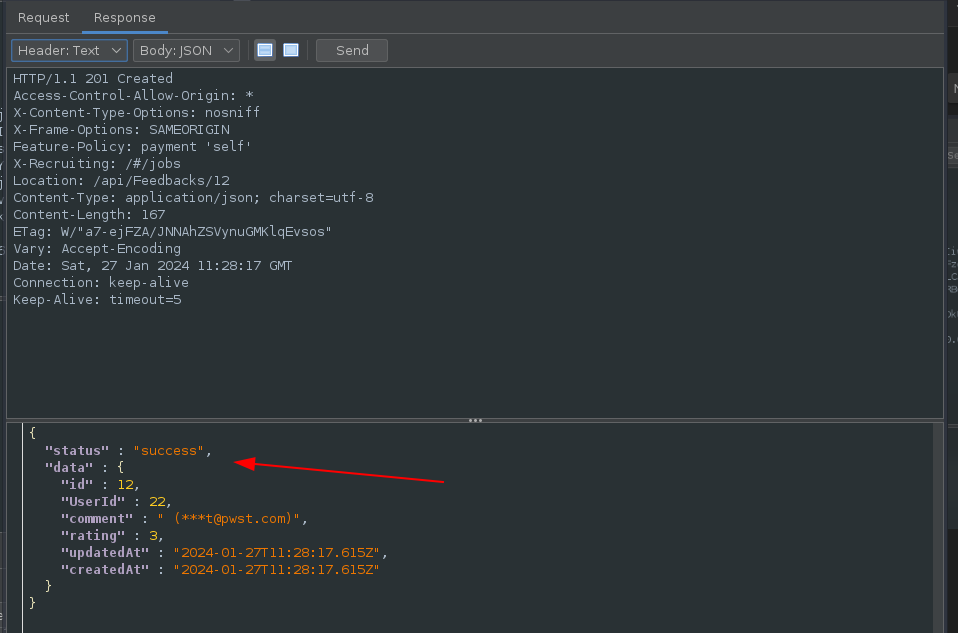 Request Response
Header: Text Body: JSON Send
HTTP/1.1 201 Created
Access-Control-Allow-Origin: *
X-Content-Type-Options: nosniff
X-Frame-Options: SAMEORIGIN
Feature-Policy: payment 'self'
X-Recruiting: /#/jobs
Location: /api/Feedbacks/12
Content-Type: application/json; charset=utf-8
Content-Length: 167
ETag: W/"a7-ejFZA/JNNAhZSVynuGMKlqEvsos"
Vary: Accept-Encoding
Date: Sat, 27 Jan 2024 11:28:17 GMT
Connection: keep-alive
Keep-Alive: timeout=5
{
"status" : "success",
"data" : {
"id" : 12,
"UserId" : 22,
"comment" : " (***t@pwst.com)",
"rating" : 3,
"updatedAt" : "2024-01-27T11:28:17.615Z",
"createdAt" : "2024-01-27T11:28:17.615Z"
}
}